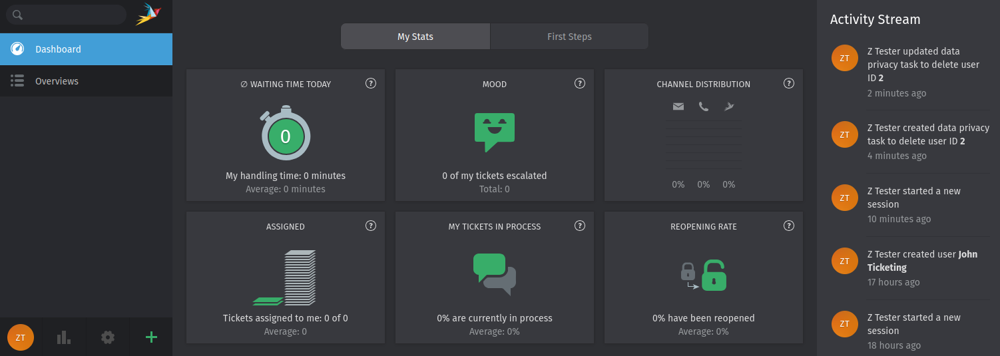 Dashboard
Overviews
ZT
My Stats
First Steps
∅ WAITING TIME TODAY
?
0
My handling time: 0 minutes
Average: 0 minutes
MOOD
?
0 of my tickets escalated
Total: 0
CHANNEL DISTRIBUTION
?
0% 0% 0%
ASSIGNED
?
Tickets assigned to me: 0 of 0
Average: 0
MY TICKETS IN PROCESS
?
0% are currently in process
Average: 0%
REOPENING RATE
?
0% have been reopened
Average: 0%
Activity Stream
ZT
Z Tester updated data
privacy task to delete user
ID 2
2 minutes ago
ZT
Z Tester created data privacy
task to delete user ID 2
4 minutes ago
ZT
Z Tester started a new
session
10 minutes ago
ZT
Z Tester created user John
Ticketing
17 hours ago
ZT
Z Tester started a new
session
18 hours ago